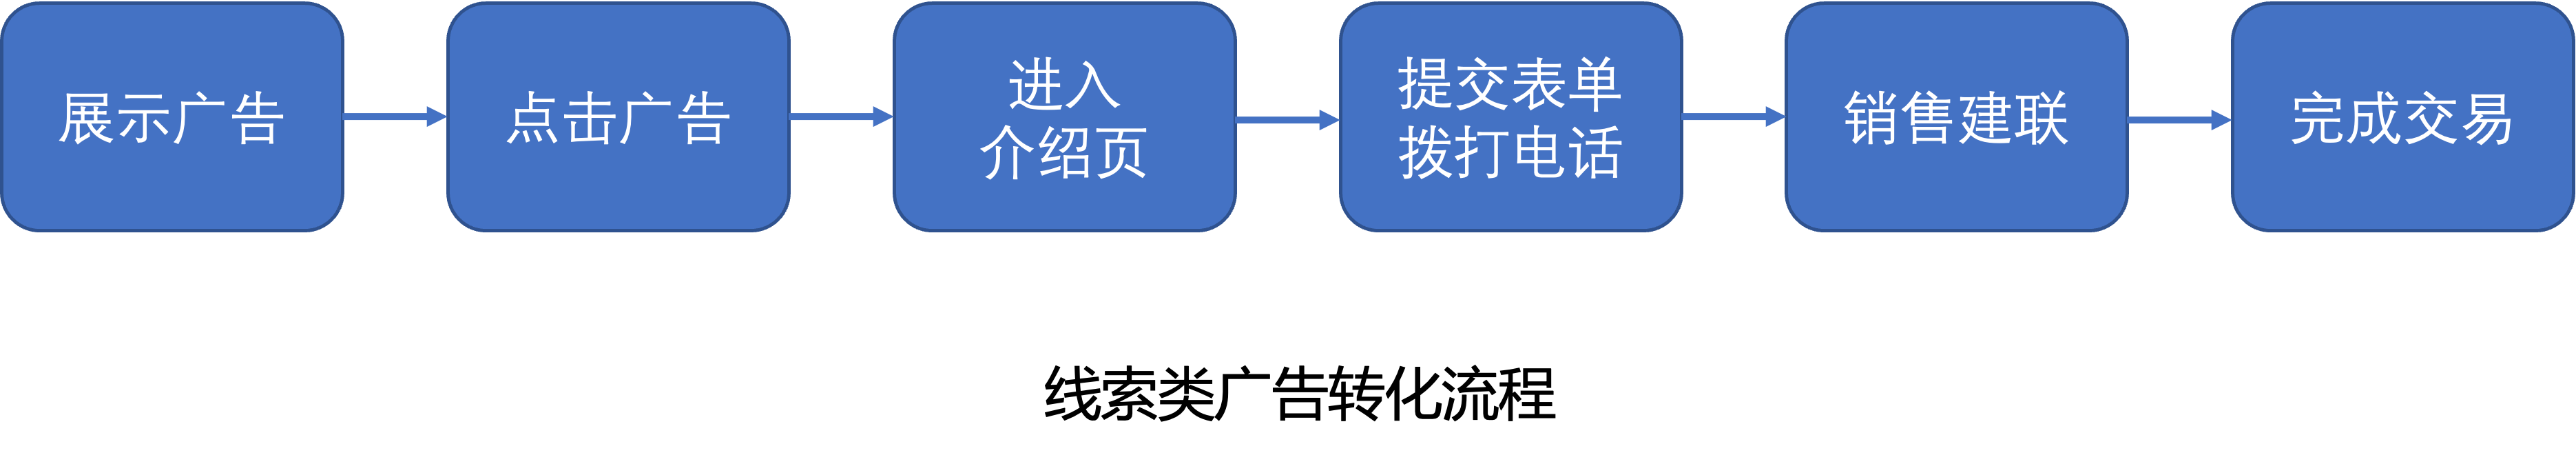 展示广告
点击广告
进入
介绍页
提交表单
拨打电话
销售建联
完成交易
线索类广告转化流程